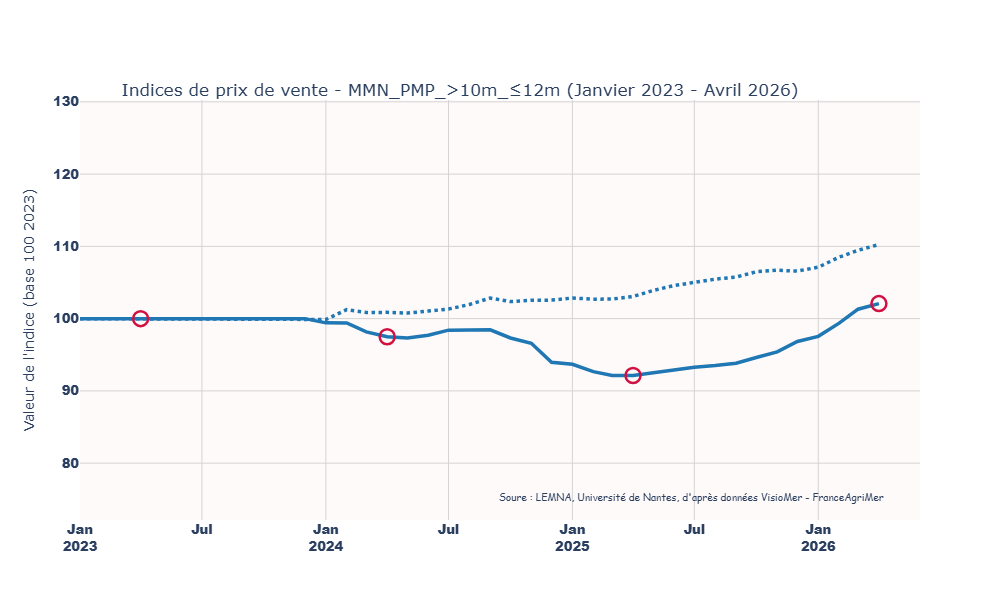 Indices de prix de vente - MMN_PMP_>10m_≤12m (Janvier 2023 - Avril 2026)
Valeur de l'indice (base 100 2023)
130
120
110
100
90
80
Soure : LEMNA, Université de Nantes, d'après données VisioMer - FranceAgriMer
Jan Jul Jan Jul Jan Jul Jan
2023 2024 2025 2026